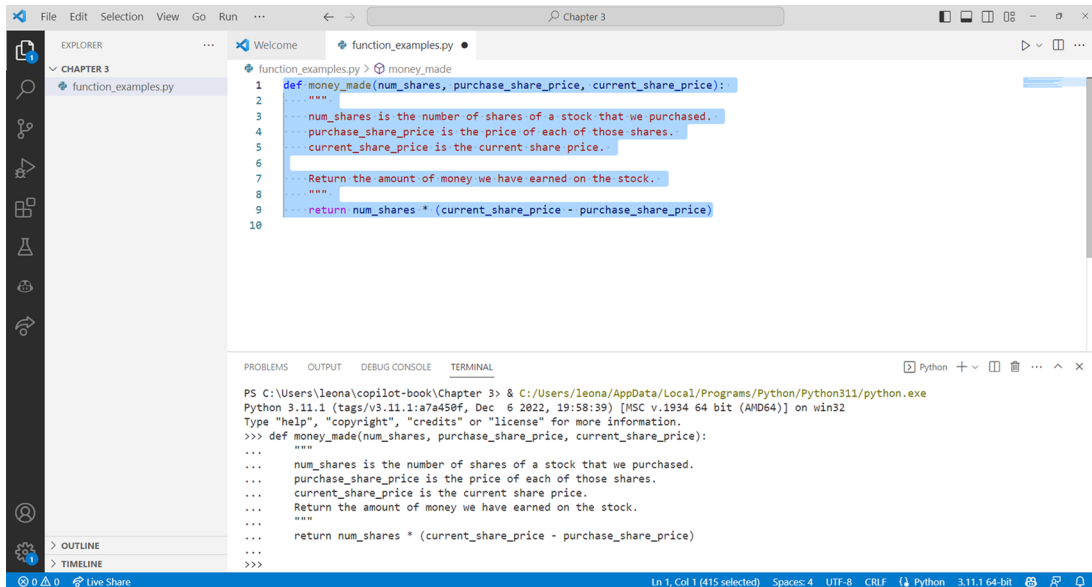 File Edit Selection View Go Run ··· Chapter 3
EXPLORER ···
CHAPTER 3
function_examples.py
Welcome function_examples.py
function_examples.py > money_made
1 def money_made(num_shares, purchase_share_price, current_share_price):
2 """
3 num_shares is the number of shares of a stock that we purchased.
4 purchase_share_price is the price of each of those shares.
5 current_share_price is the current share price.
6
7 Return the amount of money we have earned on the stock.
8 """
9 return num_shares * (current_share_price - purchase_share_price)
10
PROBLEMS OUTPUT DEBUG CONSOLE TERMINAL Python
PS C:\Users\leona\copilot-book\Chapter 3> & C:/Users/leona/AppData/Local/Programs/Python/Python311/python.exe
Python 3.11.1 (tags/v3.11.1:a7a450f, Dec  6 2022, 19:58:39) [MSC v.1934 64 bit (AMD64)] on win32
Type "help", "copyright", "credits" or "license" for more information.
>>> def money_made(num_shares, purchase_share_price, current_share_price):
...     """
...     num_shares is the number of shares of a stock that we purchased.
...     purchase_share_price is the price of each of those shares.
...     current_share_price is the current share price.
...     Return the amount of money we have earned on the stock.
...     """
...     return num_shares * (current_share_price - purchase_share_price)
...
>>>
1
OUTLINE
1
TIMELINE
0 0 Live Share Ln 1, Col 1 (415 selected) Spaces: 4 UTF-8 CRLF Python 3.11.1 64-bit